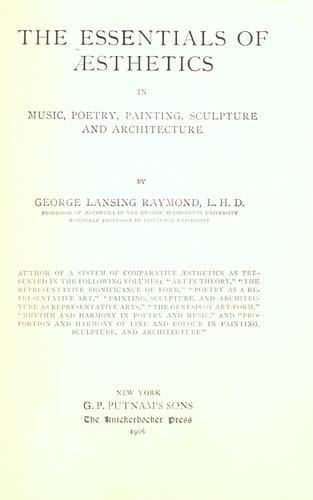 THE ESSENTIALS OF
ÆSTHETICS
IN
MUSIC, POETRY, PAINTING, SCULPTURE
AND ARCHITECTURE
BY
GEORGE LANSING RAYMOND, L.H.D.
PROFESSOR OF ÆSTHETICS IN THE GEORGE WASHINGTON UNIVERSITY
FORMERLY PROFESSOR IN PRINCETON UNIVERSITY
AUTHOR OF A SYSTEM OF COMPARATIVE ÆSTHETICS AS PRE-
SENTED IN THE FOLLOWING VOLUMES: "ART IN THEORY," "THE
REPRESENTATIVE SIGNIFICANCE OF FORM," "POETRY AS A RE-
PRESENTATIVE ART," "PAINTING, SCULPTURE, AND ARCHITEC-
TURE AS REPRESENTATIVE ARTS," "THE GENESIS OF ART-FORM,"
"RHYTHM AND HARMONY IN POETRY AND MUSIC," AND "PRO-
PORTION AND HARMONY OF LINE AND COLOUR IN PAINTING,
SCULPTURE, AND ARCHITECTURE"
NEW YORK
G. P. PUTNAM'S SONS
The Knickerbocker Press
1906